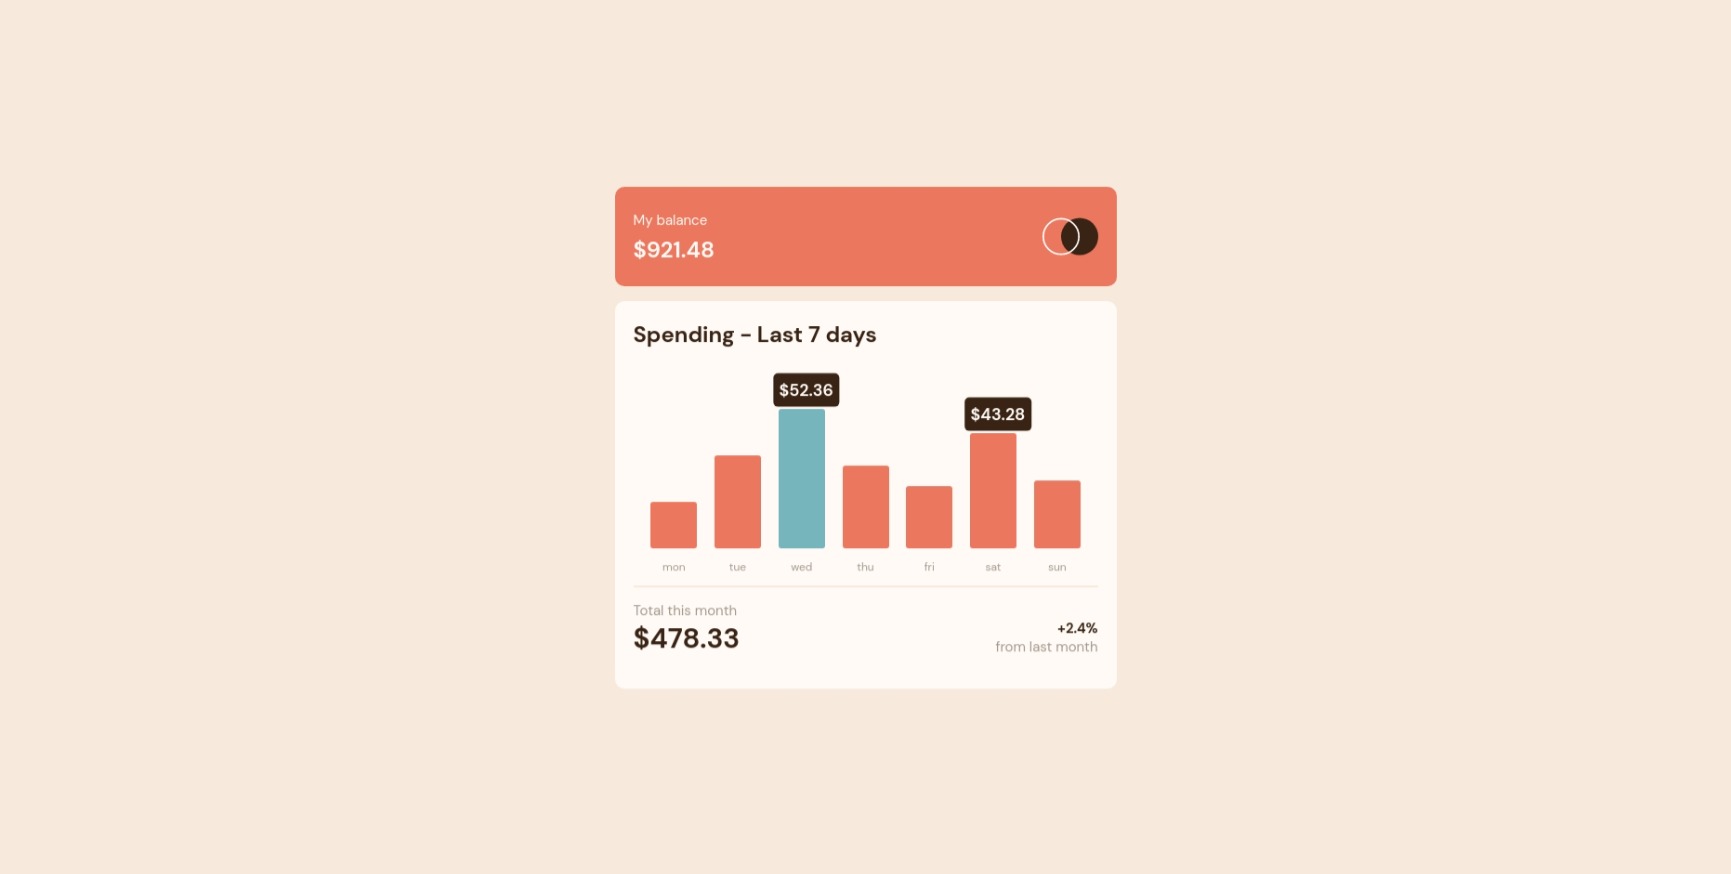 My balance
$921.48
Spending - Last 7 days
$52.36
$43.28
mon tue wed thu fri sat sun
Total this month
$478.33
+2.4%
from last month